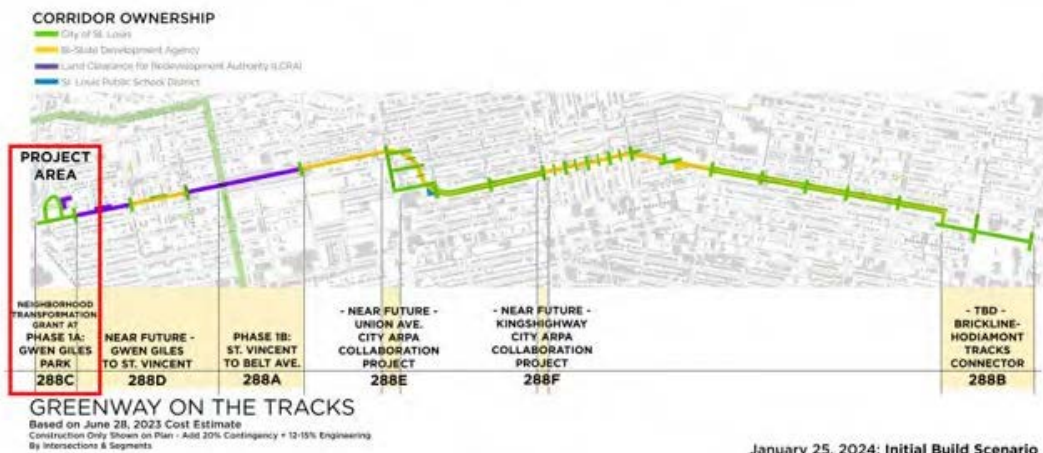 CORRIDOR OWNERSHIP
City of St. Louis
Bi-State Development Agency
Land Clearance for Redevelopment Authority (LCRA)
St. Louis Public School District
PROJECT
AREA
NEIGHBORHOOD
TRANSFORMATION
GRANT AT
PHASE 1A:
GWEN GILES
PARK
288C
NEAR FUTURE -
GWEN GILES
TO ST. VINCENT
288D
PHASE 1B:
ST. VINCENT
TO BELT AVE.
288A
- NEAR FUTURE -
UNION AVE.
CITY ARPA
COLLABORATION
PROJECT
288E
- NEAR FUTURE -
KINGSHIGHWAY
CITY ARPA
COLLABORATION
PROJECT
288F
- TBD -
BRICKLINE-
HODIAMONT
TRACKS
CONNECTOR
288B
GREENWAY ON THE TRACKS
Based on June 28, 2023 Cost Estimate
Construction Only Shown on Plan - Add 20% Contingency + 12-15% Engineering
By Intersections & Segments
January 25, 2024: Initial Build Scenario